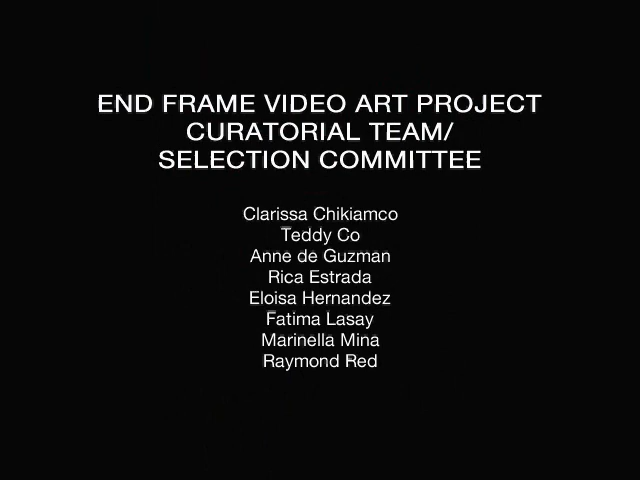 END FRAME VIDEO ART PROJECT
CURATORIAL TEAM/
SELECTION COMMITTEE
Clarissa Chikiamco
Teddy Co
Anne de Guzman
Rica Estrada
Eloisa Hernandez
Fatima Lasay
Marinella Mina
Raymond Red